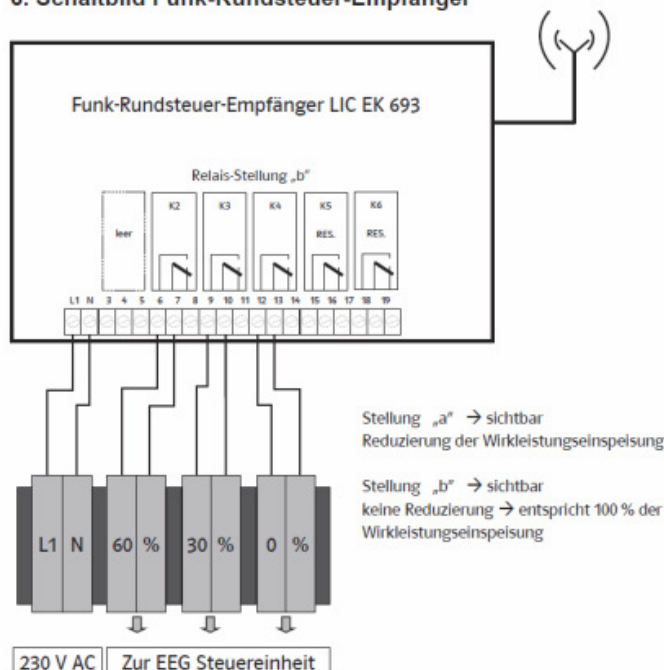 6. Schaltbild Funk-Rundsteuer-Empfänger
Funk-Rundsteuer-Empfänger LIC EK 693
Relais-Stellung „b"
leer K2 K3 K4 K5 RES. K6 RES.
L1 N 3 4 5 6 7 8 9 10 11 12 13 14 15 16 17 18 19
Stellung „a" → sichtbar
Reduzierung der Wirkleistungseinspeisung
Stellung „b" → sichtbar
keine Reduzierung → entspricht 100 % der
Wirkleistungseinspeisung
L1 N 60 % 30 % 0 %
230 V AC Zur EEG Steuereinheit